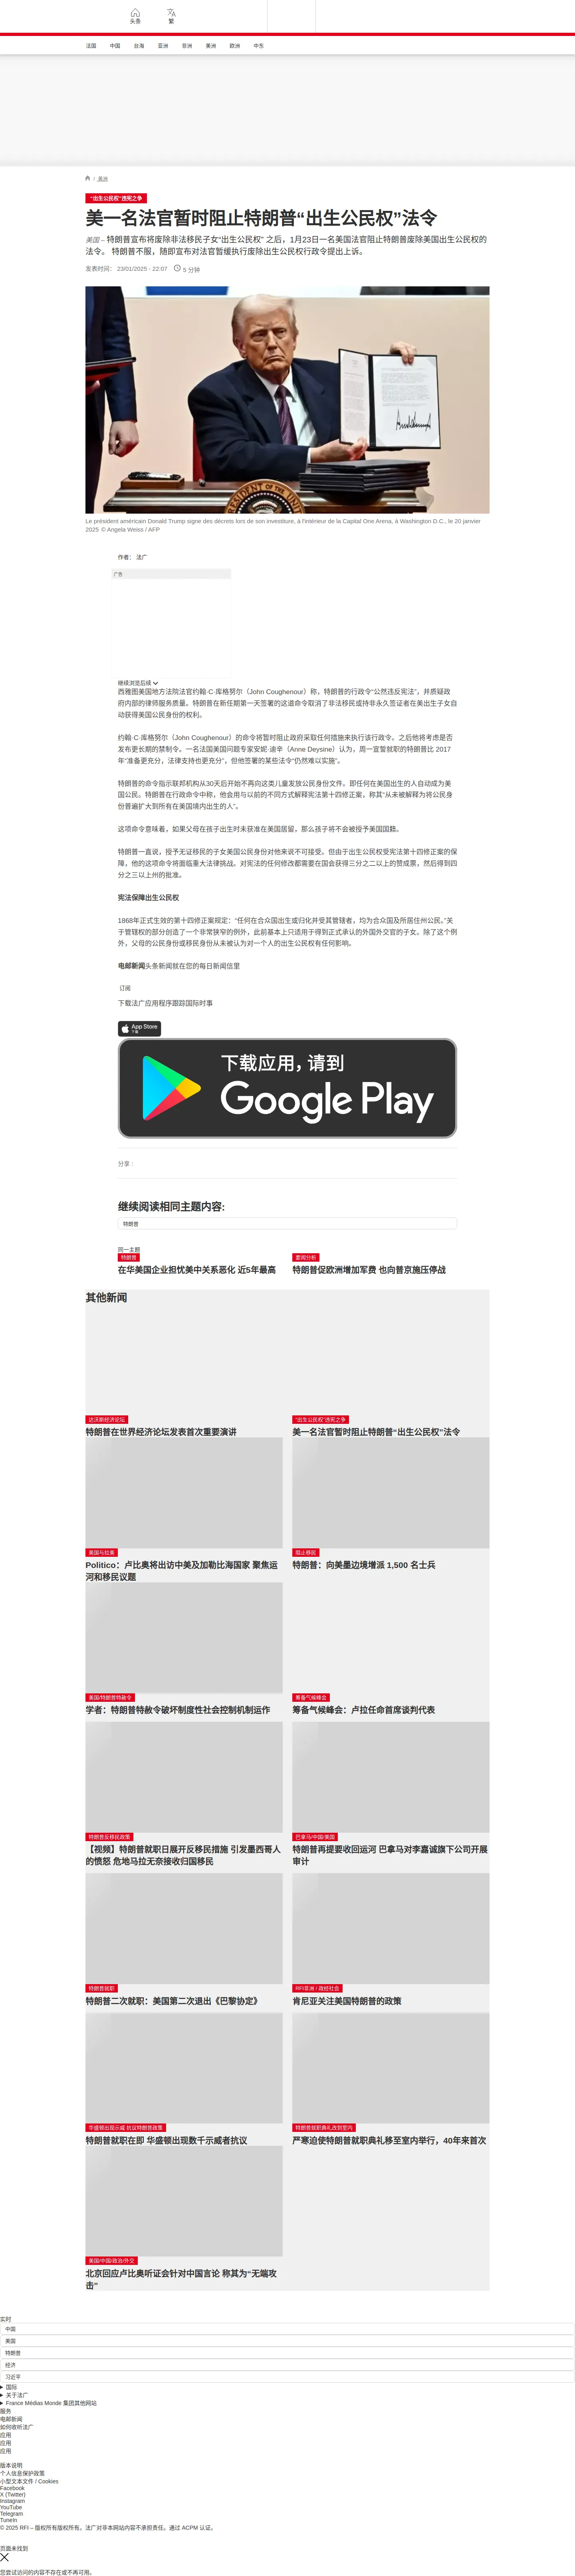 头条
繁
法国 中国 台海 亚洲 非洲 美洲 欧洲 中东
/ 美洲
“出生公民权”违宪之争
美一名法官暂时阻止特朗普“出生公民权”法令
美国 – 特朗普宣布将废除非法移民子女“出生公民权” 之后，1月23日一名美国法官阻止特朗普废除美国出生公民权的
法令。 特朗普不服，随即宣布对法官暂缓执行废除出生公民权行政令提出上诉。
发表时间： 23/01/2025 - 22:07 5 分钟
Le président américain Donald Trump signe des décrets lors de son investiture, à l'intérieur de la Capital One Arena, à Washington D.C., le 20 janvier
2025 © Angela Weiss / AFP
作者： 法广
广告
继续浏览后续
西雅图美国地方法院法官约翰·C·库格努尔（John Coughenour）称，特朗普的行政令“公然违反宪法”，并质疑政
府内部的律师服务质量。特朗普在新任期第一天签署的这道命令取消了非法移民或持非永久签证者在美出生子女自
动获得美国公民身份的权利。
约翰·C·库格努尔（John Coughenour）的命令将暂时阻止政府采取任何措施来执行该行政令。之后他将考虑是否
发布更长期的禁制令。一名法国美国问题专家安妮·迪辛（Anne Deysine）认为，周一宣誓就职的特朗普比 2017
年“准备更充分，法律支持也更充分”，但他签署的某些法令“仍然难以实施”。
特朗普的命令指示联邦机构从30天后开始不再向这类儿童发放公民身份文件。即任何在美国出生的人自动成为美
国公民。特朗普在行政命令中称，他会用与以前的不同方式解释宪法第十四修正案，称其“从未被解释为将公民身
份普遍扩大到所有在美国境内出生的人”。
这项命令意味着，如果父母在孩子出生时未获准在美国居留，那么孩子将不会被授予美国国籍。
特朗普一直说，授予无证移民的子女美国公民身份对他来说不可接受。但由于出生公民权受宪法第十四修正案的保
障，他的这项命令将面临重大法律挑战。对宪法的任何修改都需要在国会获得三分之二以上的赞成票，然后得到四
分之三以上州的批准。
宪法保障出生公民权
1868年正式生效的第十四修正案规定：“任何在合众国出生或归化并受其管辖者，均为合众国及所居住州公民。”关
于管辖权的部分创造了一个非常狭窄的例外，此前基本上只适用于得到正式承认的外国外交官的子女。除了这个例
外，父母的公民身份或移民身份从未被认为对一个人的出生公民权有任何影响。
电邮新闻头条新闻就在您的每日新闻信里
订阅
下载法广应用程序跟踪国际时事
App Store
下载
下载应用，请到
Google Play
分享 :
继续阅读相同主题内容:
特朗普
同一主题
特朗普
在华美国企业担忧美中关系恶化 近5年最高
要闻分析
特朗普促欧洲增加军费 也向普京施压停战
其他新闻
达沃斯经济论坛
特朗普在世界经济论坛发表首次重要演讲
“出生公民权”违宪之争
美一名法官暂时阻止特朗普“出生公民权”法令
美国与拉美
Politico：卢比奥将出访中美及加勒比海国家 聚焦运
河和移民议题
阻止移民
特朗普：向美墨边境增派 1,500 名士兵
美国/特朗普特赦令
学者：特朗普特赦令破坏制度性社会控制机制运作
筹备气候峰会
筹备气候峰会：卢拉任命首席谈判代表
特朗普反移民政策
【视频】特朗普就职日展开反移民措施 引发墨西哥人
的愤怒 危地马拉无奈接收归国移民
巴拿马/中国/美国
特朗普再提要收回运河 巴拿马对李嘉诚旗下公司开展
审计
特朗普就职
特朗普二次就职：美国第二次退出《巴黎协定》
RFI非洲 / 政经社会
肯尼亚关注美国特朗普的政策
华盛顿出现示威 抗议特朗普政策
特朗普就职在即 华盛顿出现数千示威者抗议
特朗普就职典礼改到室内
严寒迫使特朗普就职典礼移至室内举行，40年来首次
美国/中国/政治/外交
北京回应卢比奥听证会针对中国言论 称其为“无端攻
击”
实时
中国
美国
特朗普
经济
习近平
国际
关于法广
France Médias Monde 集团其他网站
服务
电邮新闻
如何收听法广
应用
应用
应用
版本说明
个人信息保护政策
小型文本文件 / Cookies
Facebook
X (Twitter)
Instagram
YouTube
Telegram
TuneIn
© 2025 RFI – 版权所有版权所有。法广对非本网站内容不承担责任。通过 ACPM 认证。
页面未找到
您尝试访问的内容不存在或不再可用。